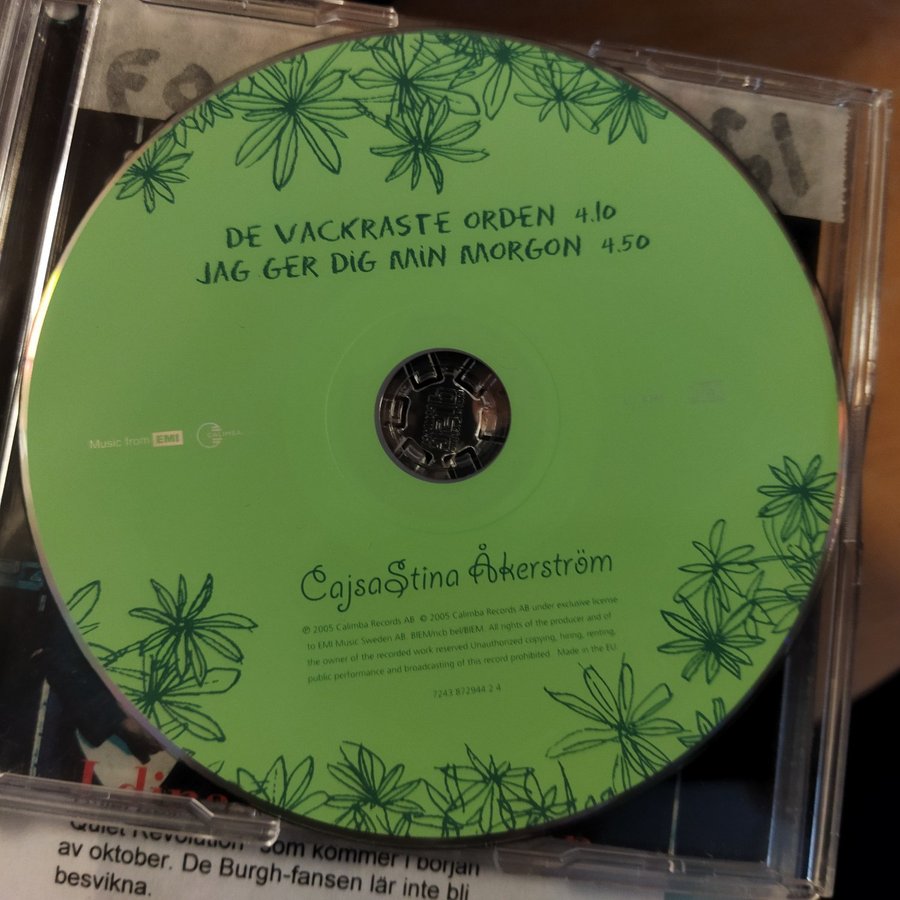 DE VACKRASTE ORDEN 4.10
JAG GER DIG MIN MORGON 4.50
Music from EMI
CALIMBA
CajsaStina Åkerström
℗ 2005 Calimba Records AB © 2005 Calimba Records AB under exclusive license
to EMI Music Sweden AB. BIEM/ncb bel/BIEM. All rights of the producer and of
the owner of the recorded work reserved Unauthorized copying, hiring, renting,
public performance and broadcasting of this record prohibited. Made in the EU.
7243 872944 2 4
Quiet Revolution" som kommer i början
av oktober. De Burgh-fansen lär inte bli
besvikna.